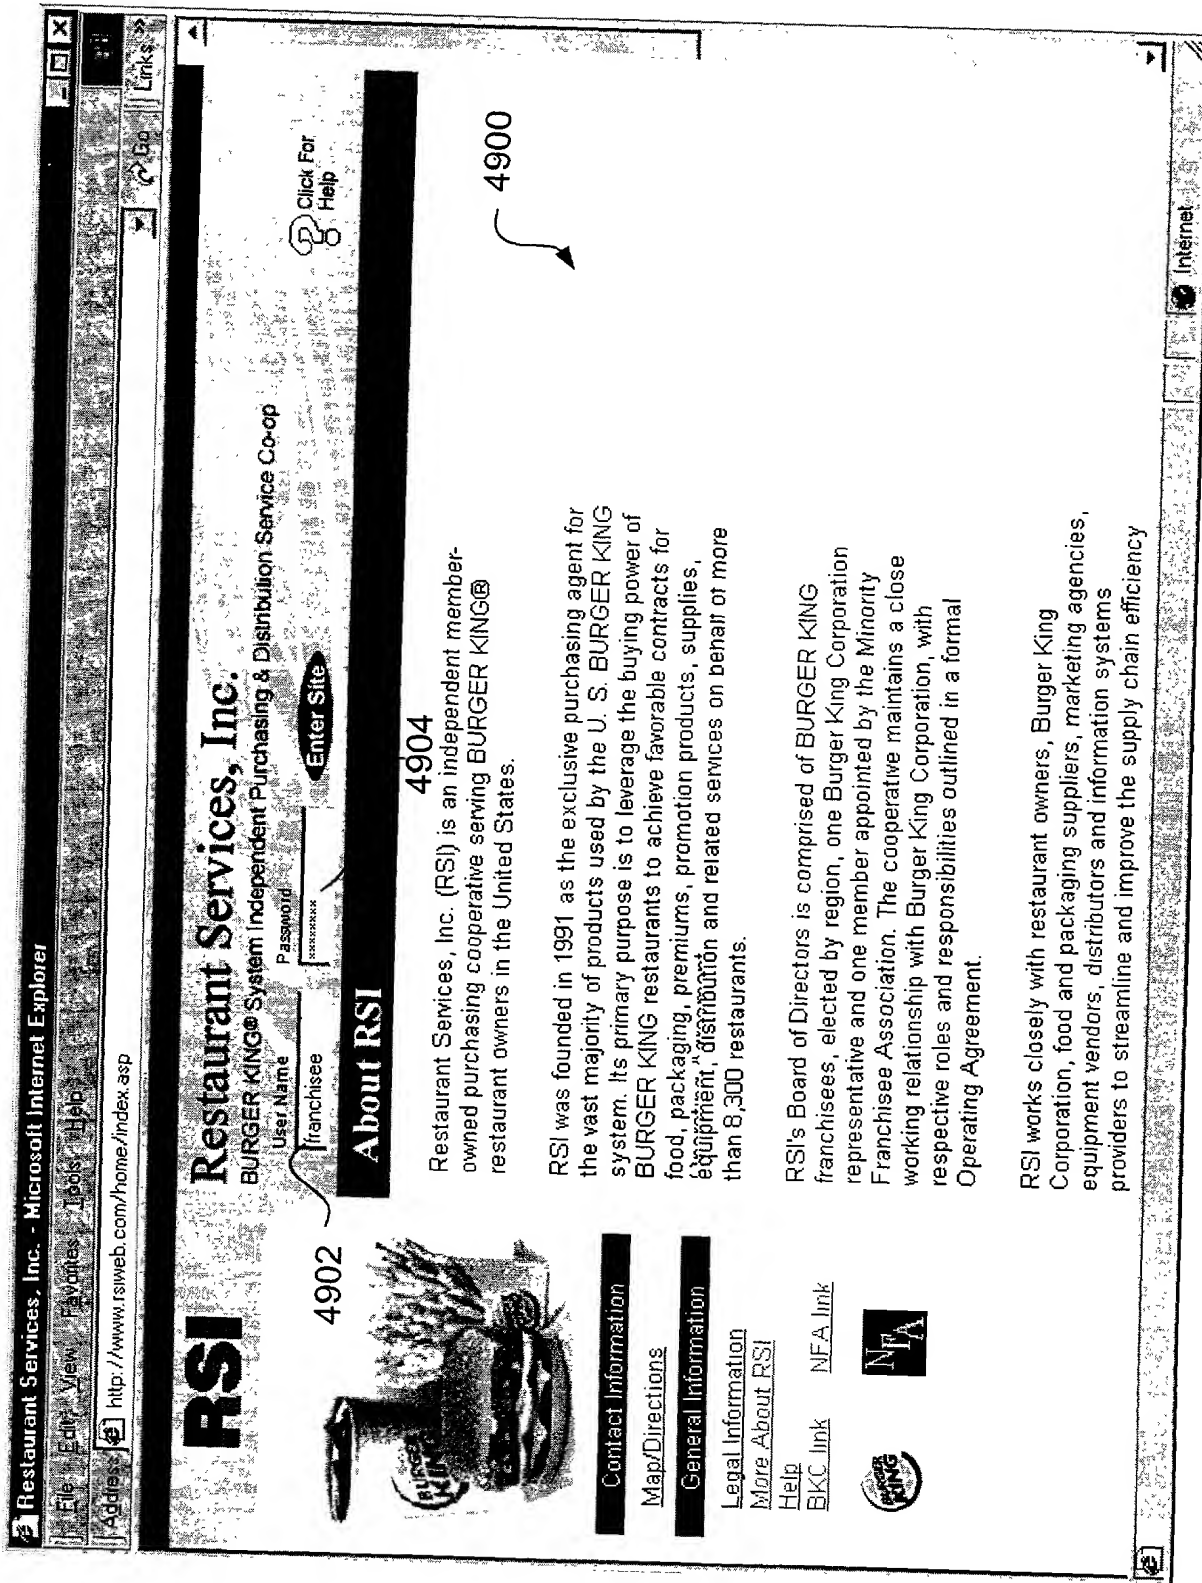 Restaurant Services, Inc. - Microsoft Internet Explorer
File Edit View Favorites Tools Help
Address http://www.rsiweb.com/home/index.asp Go Links »
RSI
Restaurant Services, Inc.
BURGER KING® System Independent Purchasing & Distribution Service Co-op
User Name
Password
franchisee
xxxxxxxx
Enter Site
Click For
Help
4902
4904
4900
About RSI
Restaurant Services, Inc. (RSI) is an independent member-
owned purchasing cooperative serving BURGER KING®
restaurant owners in the United States.
RSI was founded in 1991 as the exclusive purchasing agent for
the vast majority of products used by the U. S. BURGER KING
system. Its primary purpose is to leverage the buying power of
BURGER KING restaurants to achieve favorable contracts for
food, packaging, premiums, promotion products, supplies,
equipment, distribution and related services on behalf of more
than 8,300 restaurants.
RSI's Board of Directors is comprised of BURGER KING
franchisees, elected by region, one Burger King Corporation
representative and one member appointed by the Minority
Franchisee Association. The cooperative maintains a close
working relationship with Burger King Corporation, with
respective roles and responsibilities outlined in a formal
Operating Agreement.
RSI works closely with restaurant owners, Burger King
Corporation, food and packaging suppliers, marketing agencies,
equipment vendors, distributors and information systems
providers to streamline and improve the supply chain efficiency
BURGER KING
Contact Information
Map/Directions
General Information
Legal Information
More About RSI
Help
BKC link NFA link
BURGER KING
NFA
Internet